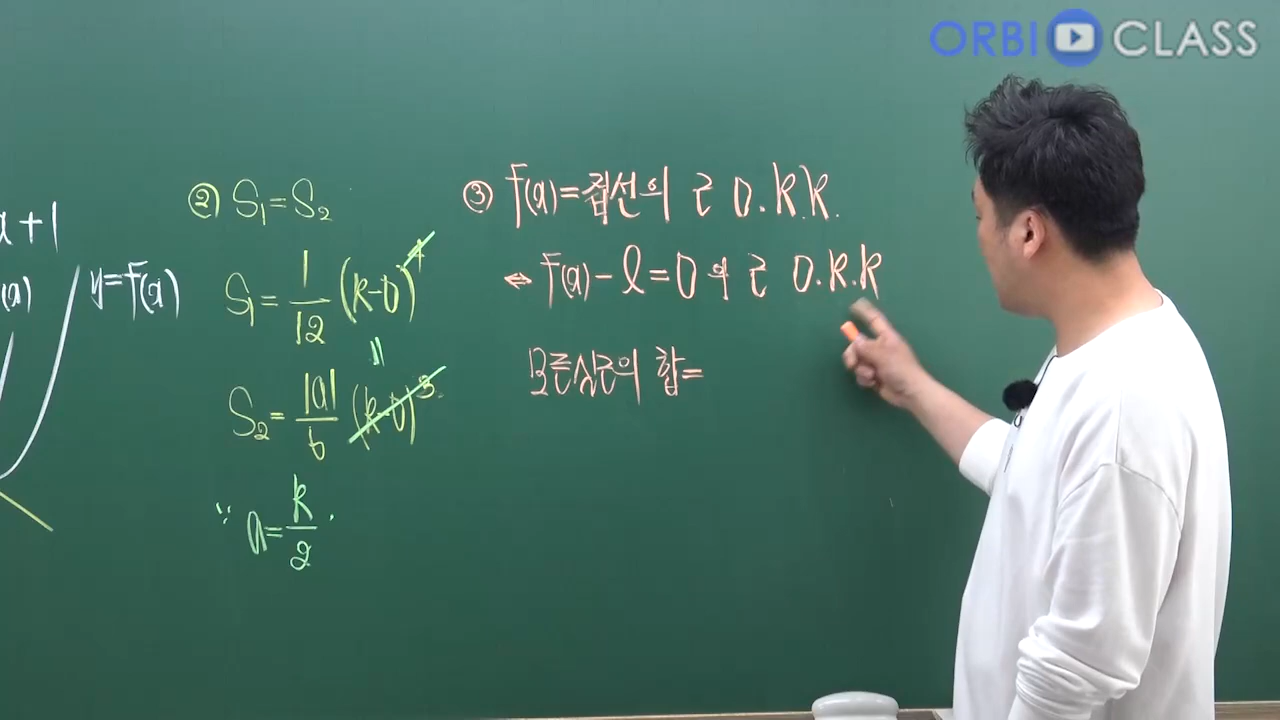 ORBI CLASS
x+1
(x)
y=f(x)
② S₁=S₂
S₁= 1/12 (k-0)⁴
॥
S₂= |a|/6 (k-0)³
∵ a= k/2 .
③ f(x)=접선의 근 0.k.k.
⇔ f(x)-l=0의 근 0.k.k
모든실근의 합=